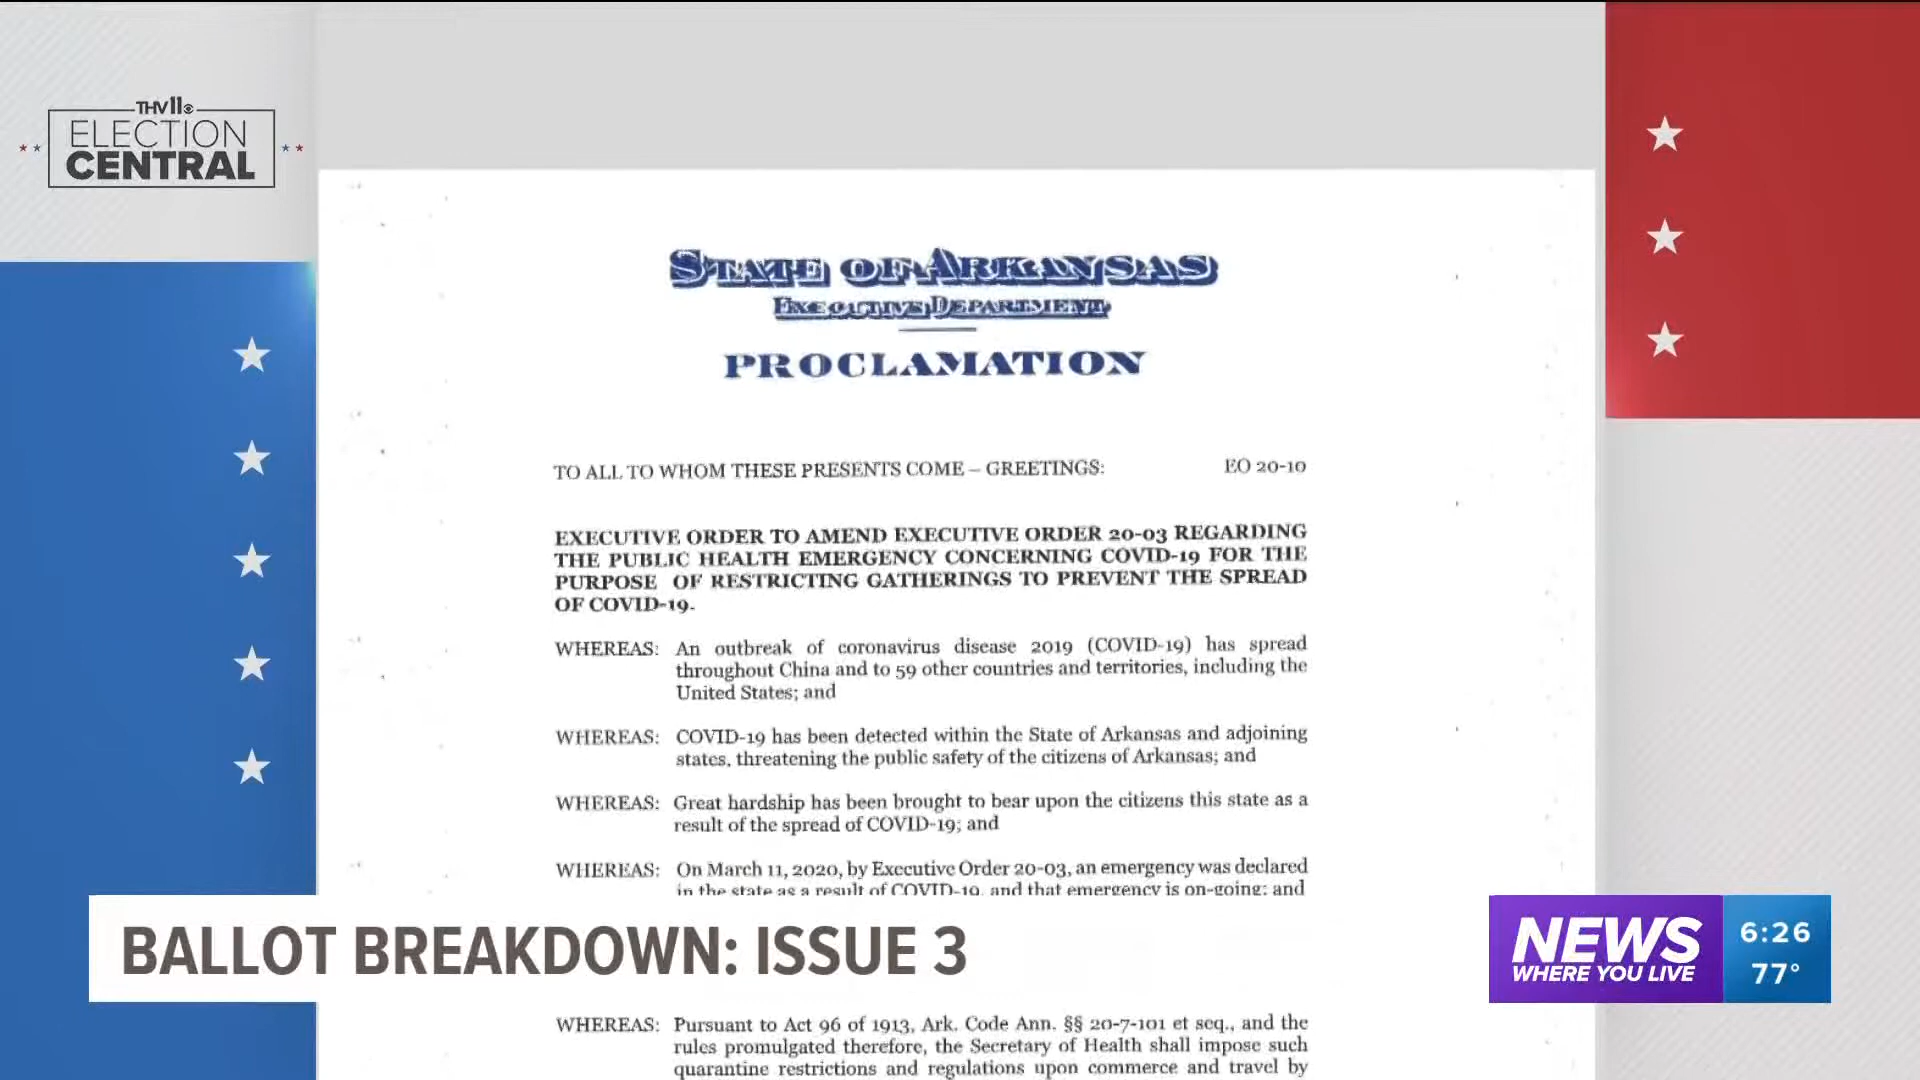 THV11
ELECTION
CENTRAL
STATE OF ARKANSAS
EXECUTIVE DEPARTMENT
PROCLAMATION
TO ALL TO WHOM THESE PRESENTS COME – GREETINGS: EO 20-10
EXECUTIVE ORDER TO AMEND EXECUTIVE ORDER 20-03 REGARDING
THE PUBLIC HEALTH EMERGENCY CONCERNING COVID-19 FOR THE
PURPOSE OF RESTRICTING GATHERINGS TO PREVENT THE SPREAD
OF COVID-19.
WHEREAS: An outbreak of coronavirus disease 2019 (COVID-19) has spread
throughout China and to 59 other countries and territories, including the
United States; and
WHEREAS: COVID-19 has been detected within the State of Arkansas and adjoining
states, threatening the public safety of the citizens of Arkansas; and
WHEREAS: Great hardship has been brought to bear upon the citizens this state as a
result of the spread of COVID-19; and
WHEREAS: On March 11, 2020, by Executive Order 20-03, an emergency was declared
in the state as a result of COVID-19, and that emergency is on-going; and
BALLOT BREAKDOWN: ISSUE 3
NEWS
WHERE YOU LIVE
6:26
77°
WHEREAS: Pursuant to Act 96 of 1913, Ark. Code Ann. §§ 20-7-101 et seq., and the
rules promulgated therefore, the Secretary of Health shall impose such
quarantine restrictions and regulations upon commerce and travel by